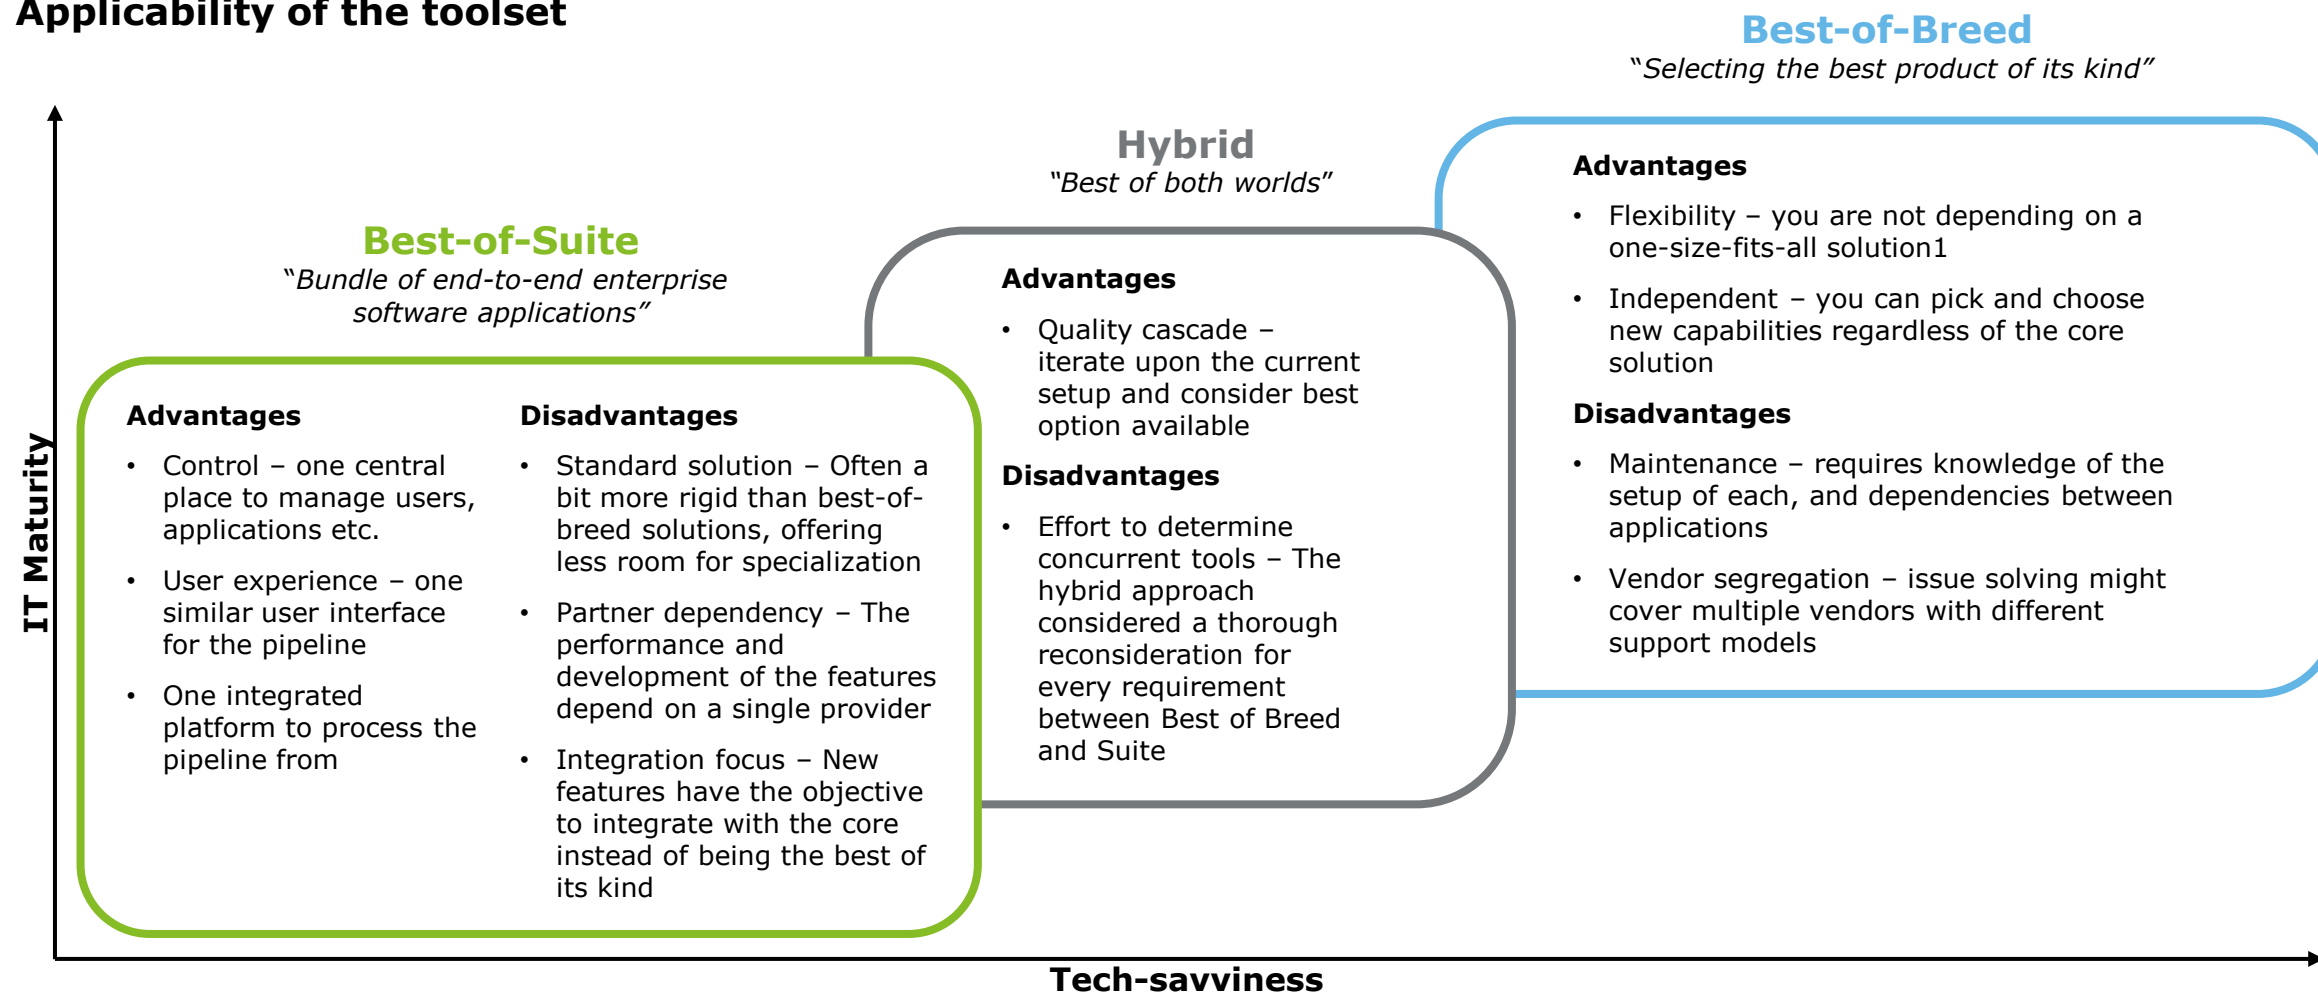 Applicability of the toolset
Best-of-Breed
“Selecting the best product of its kind”
Hybrid
“Best of both worlds”
Best-of-Suite
“Bundle of end-to-end enterprise
software applications”
IT Maturity
Advantages
• Control – one central
place to manage users,
applications etc.
• User experience – one
similar user interface
for the pipeline
• One integrated
platform to process the
pipeline from
Disadvantages
• Standard solution – Often a
bit more rigid than best-of-
breed solutions, offering
less room for specialization
• Partner dependency – The
performance and
development of the features
depend on a single provider
• Integration focus – New
features have the objective
to integrate with the core
instead of being the best of
its kind
Advantages
• Quality cascade –
iterate upon the current
setup and consider best
option available
Disadvantages
• Effort to determine
concurrent tools – The
hybrid approach
considered a thorough
reconsideration for
every requirement
between Best of Breed
and Suite
Advantages
• Flexibility – you are not depending on a
one-size-fits-all solution1
• Independent – you can pick and choose
new capabilities regardless of the core
solution
Disadvantages
• Maintenance – requires knowledge of the
setup of each, and dependencies between
applications
• Vendor segregation – issue solving might
cover multiple vendors with different
support models
Tech-savviness